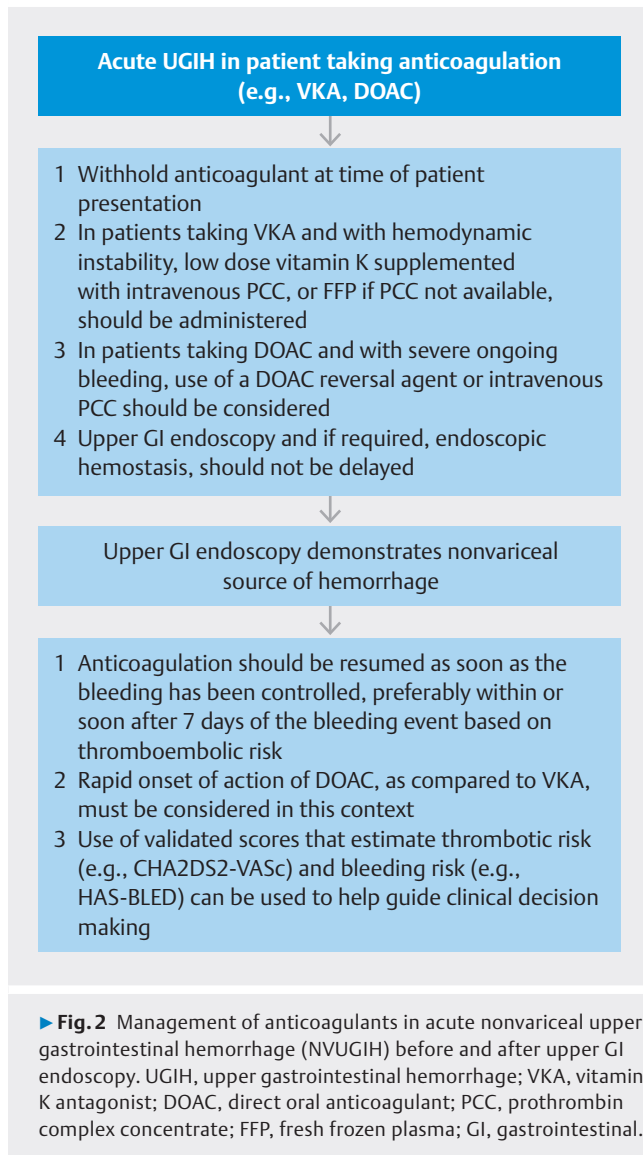 Acute UGIH in patient taking anticoagulation
(e.g., VKA, DOAC)
1 Withhold anticoagulant at time of patient
presentation
2 In patients taking VKA and with hemodynamic
instability, low dose vitamin K supplemented
with intravenous PCC, or FFP if PCC not available,
should be administered
3 In patients taking DOAC and with severe ongoing
bleeding, use of a DOAC reversal agent or intravenous
PCC should be considered
4 Upper GI endoscopy and if required, endoscopic
hemostasis, should not be delayed
Upper GI endoscopy demonstrates nonvariceal
source of hemorrhage
1 Anticoagulation should be resumed as soon as the
bleeding has been controlled, preferably within or
soon after 7 days of the bleeding event based on
thromboembolic risk
2 Rapid onset of action of DOAC, as compared to VKA,
must be considered in this context
3 Use of validated scores that estimate thrombotic risk
(e.g., CHA2DS2-VASc) and bleeding risk (e.g.,
HAS-BLED) can be used to help guide clinical decision
making
▶ Fig. 2 Management of anticoagulants in acute nonvariceal upper
gastrointestinal hemorrhage (NVUGIH) before and after upper GI
endoscopy. UGIH, upper gastrointestinal hemorrhage; VKA, vitamin
K antagonist; DOAC, direct oral anticoagulant; PCC, prothrombin
complex concentrate; FFP, fresh frozen plasma; GI, gastrointestinal.